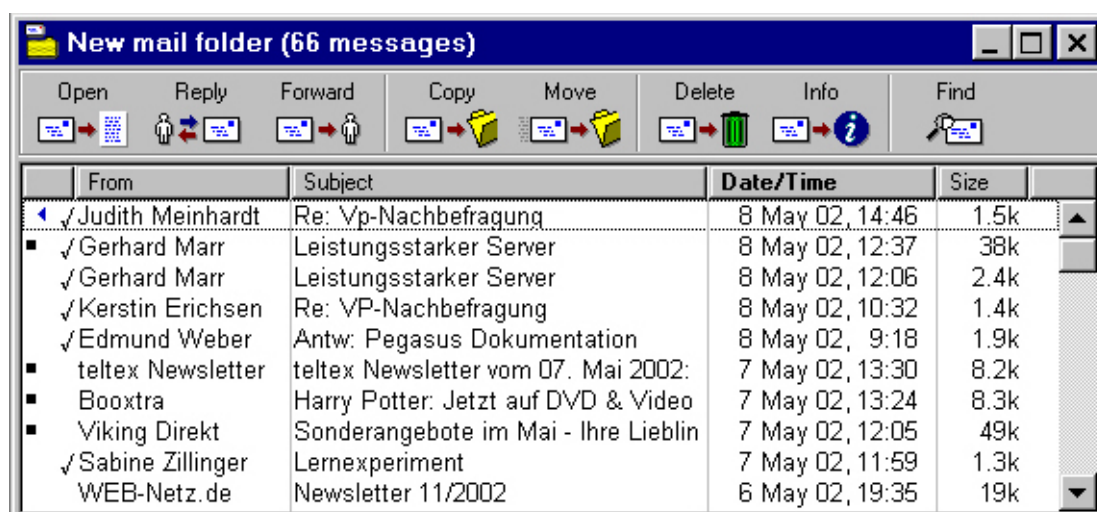 New mail folder (66 messages)
Open Reply Forward Copy Move Delete Info Find
From Subject Date/Time Size
Judith Meinhardt Re: Vp-Nachbefragung 8 May 02, 14:46 1.5k
Gerhard Marr Leistungsstarker Server 8 May 02, 12:37 38k
Gerhard Marr Leistungsstarker Server 8 May 02, 12:06 2.4k
Kerstin Erichsen Re: VP-Nachbefragung 8 May 02, 10:32 1.4k
Edmund Weber Antw: Pegasus Dokumentation 8 May 02, 9:18 1.9k
teltex Newsletter teltex Newsletter vom 07. Mai 2002: 7 May 02, 13:30 8.2k
Booxtra Harry Potter: Jetzt auf DVD & Video 7 May 02, 13:24 8.3k
Viking Direkt Sonderangebote im Mai - Ihre Lieblin 7 May 02, 12:05 49k
Sabine Zillinger Lernexperiment 7 May 02, 11:59 1.3k
WEB-Netz.de Newsletter 11/2002 6 May 02, 19:35 19k